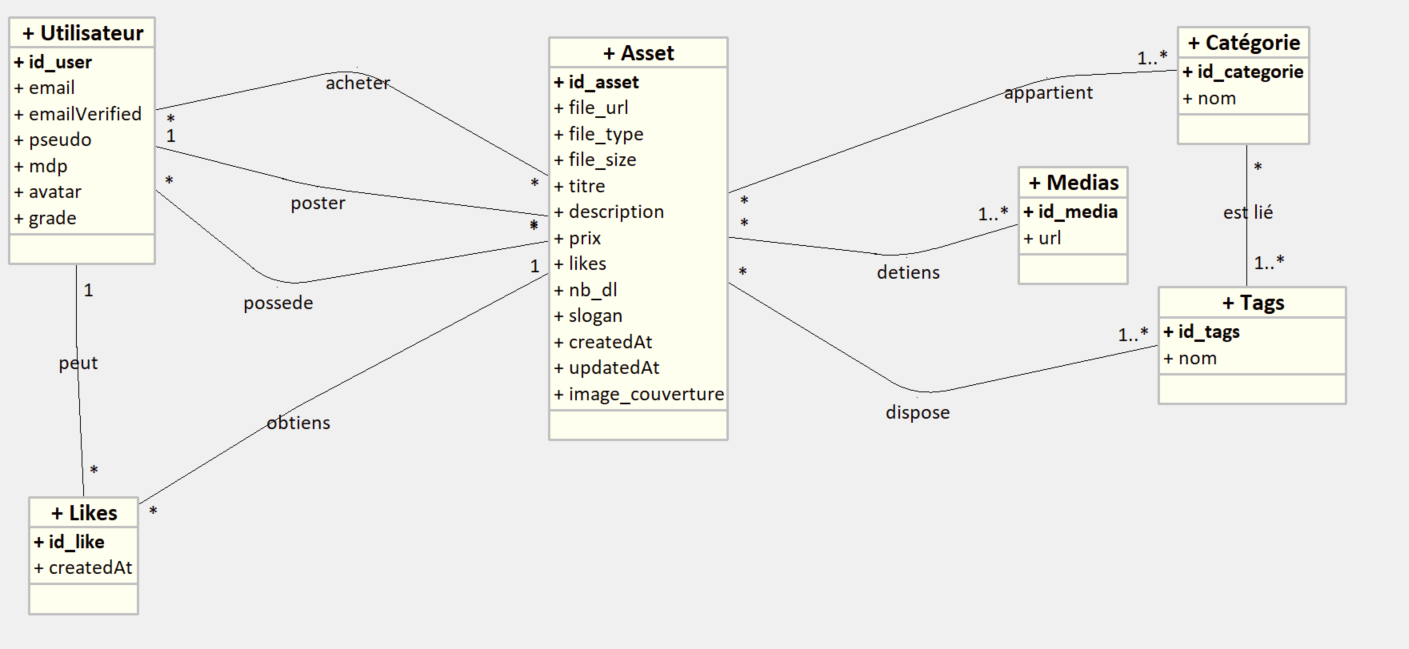 + Utilisateur
+ id_user
+ email
+ emailVerified
+ pseudo
+ mdp
+ avatar
+ grade
*
1
*
acheter
poster
possede
*
*
1
1
peut
*
obtiens
*
+ Likes
+ id_like
+ createdAt
+ Asset
+ id_asset
+ file_url
+ file_type
+ file_size
+ titre
+ description
+ prix
+ likes
+ nb_dl
+ slogan
+ createdAt
+ updatedAt
+ image_couverture
*
*
*
appartient
1..*
detiens
1..*
dispose
1..*
+ Catégorie
+ id_categorie
+ nom
*
est lié
1..*
+ Medias
+ id_media
+ url
+ Tags
+ id_tags
+ nom